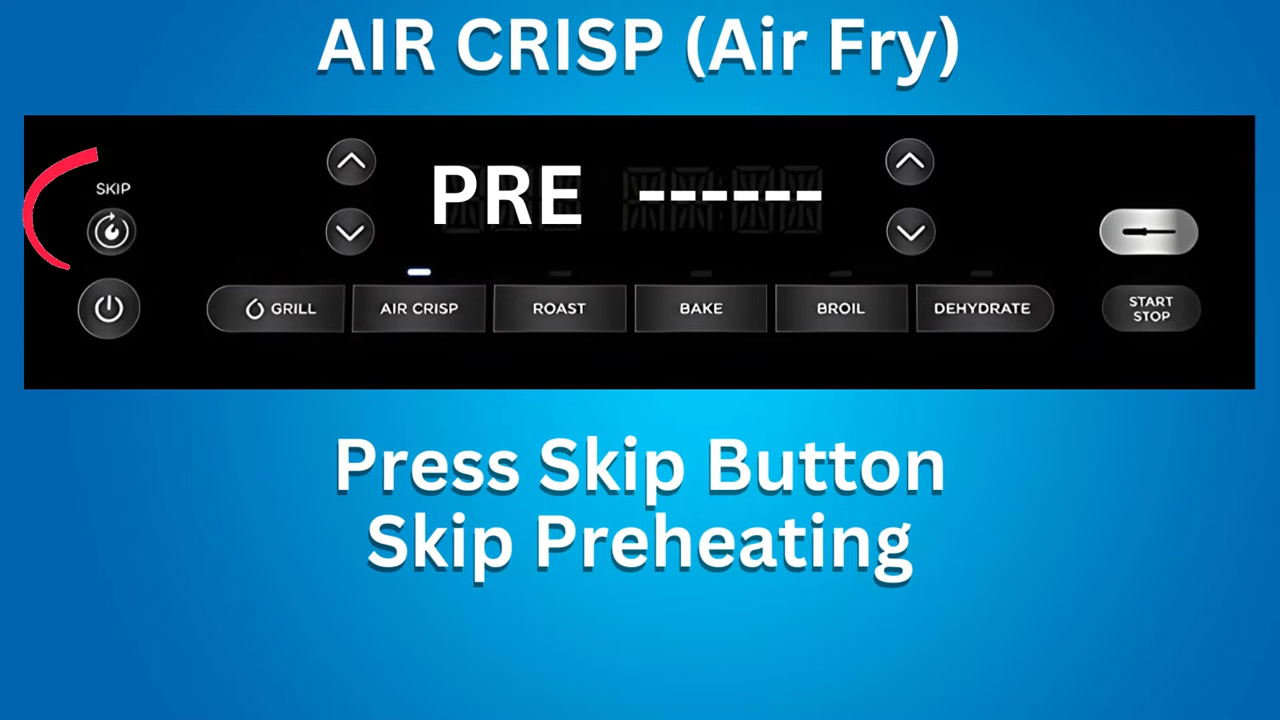 AIR CRISP (Air Fry)
SKIP
PRE ------
GRILL AIR CRISP ROAST BAKE BROIL DEHYDRATE
START
STOP
Press Skip Button
Skip Preheating